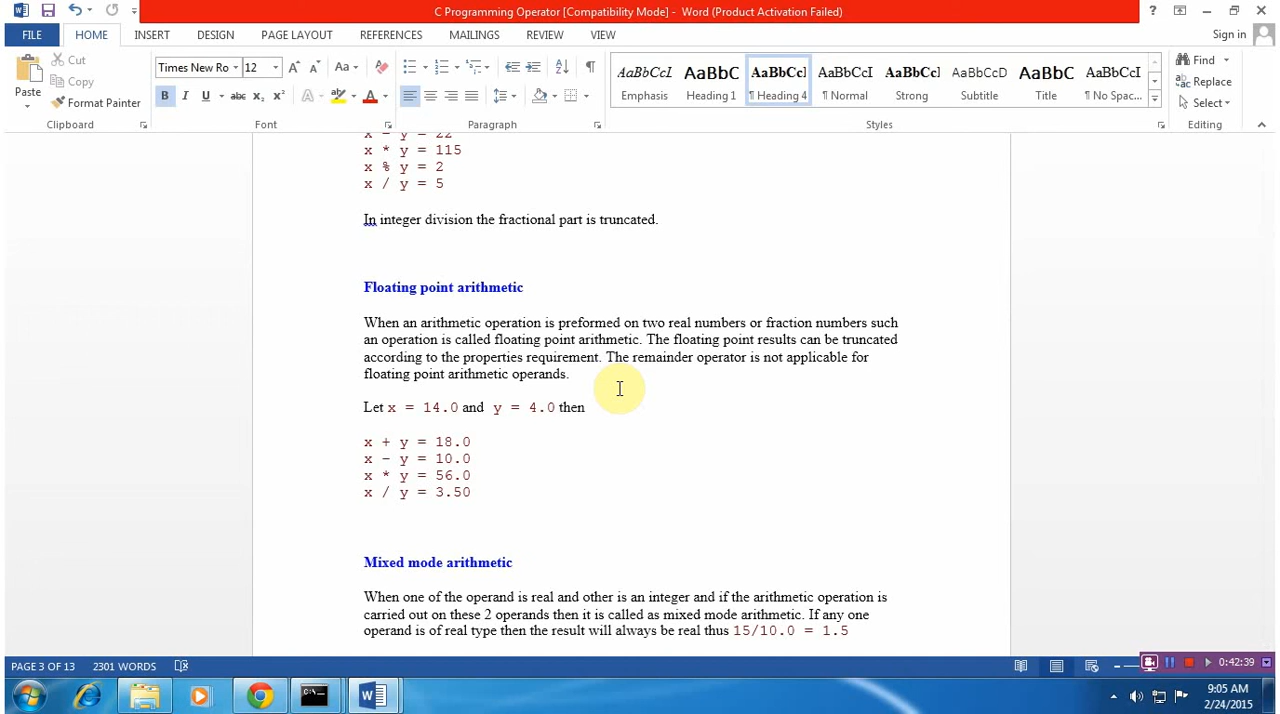 C Programming Operator [Compatibility Mode] - Word (Product Activation Failed)
FILE HOME INSERT DESIGN PAGE LAYOUT REFERENCES MAILINGS REVIEW VIEW Sign in
Paste
Cut
Copy
Format Painter
Clipboard
Times New Ro 12
Font
Paragraph
AaBbCcI AaBbC AaBbCcI AaBbCcI AaBbCcI AaBbCcD AaBbC AaBbCcI
Emphasis Heading 1 ¶ Heading 4 ¶ Normal Strong Subtitle Title ¶ No Spac...
Styles
Find
Replace
Select
Editing
x - y = 22
x * y = 115
x % y = 2
x / y = 5
In integer division the fractional part is truncated.
Floating point arithmetic
When an arithmetic operation is preformed on two real numbers or fraction numbers such
an operation is called floating point arithmetic. The floating point results can be truncated
according to the properties requirement. The remainder operator is not applicable for
floating point arithmetic operands.
Let x = 14.0 and y = 4.0 then
x + y = 18.0
x - y = 10.0
x * y = 56.0
x / y = 3.50
Mixed mode arithmetic
When one of the operand is real and other is an integer and if the arithmetic operation is
carried out on these 2 operands then it is called as mixed mode arithmetic. If any one
operand is of real type then the result will always be real thus 15/10.0 = 1.5
PAGE 3 OF 13 2301 WORDS
0:42:39
9:05 AM
2/24/2015